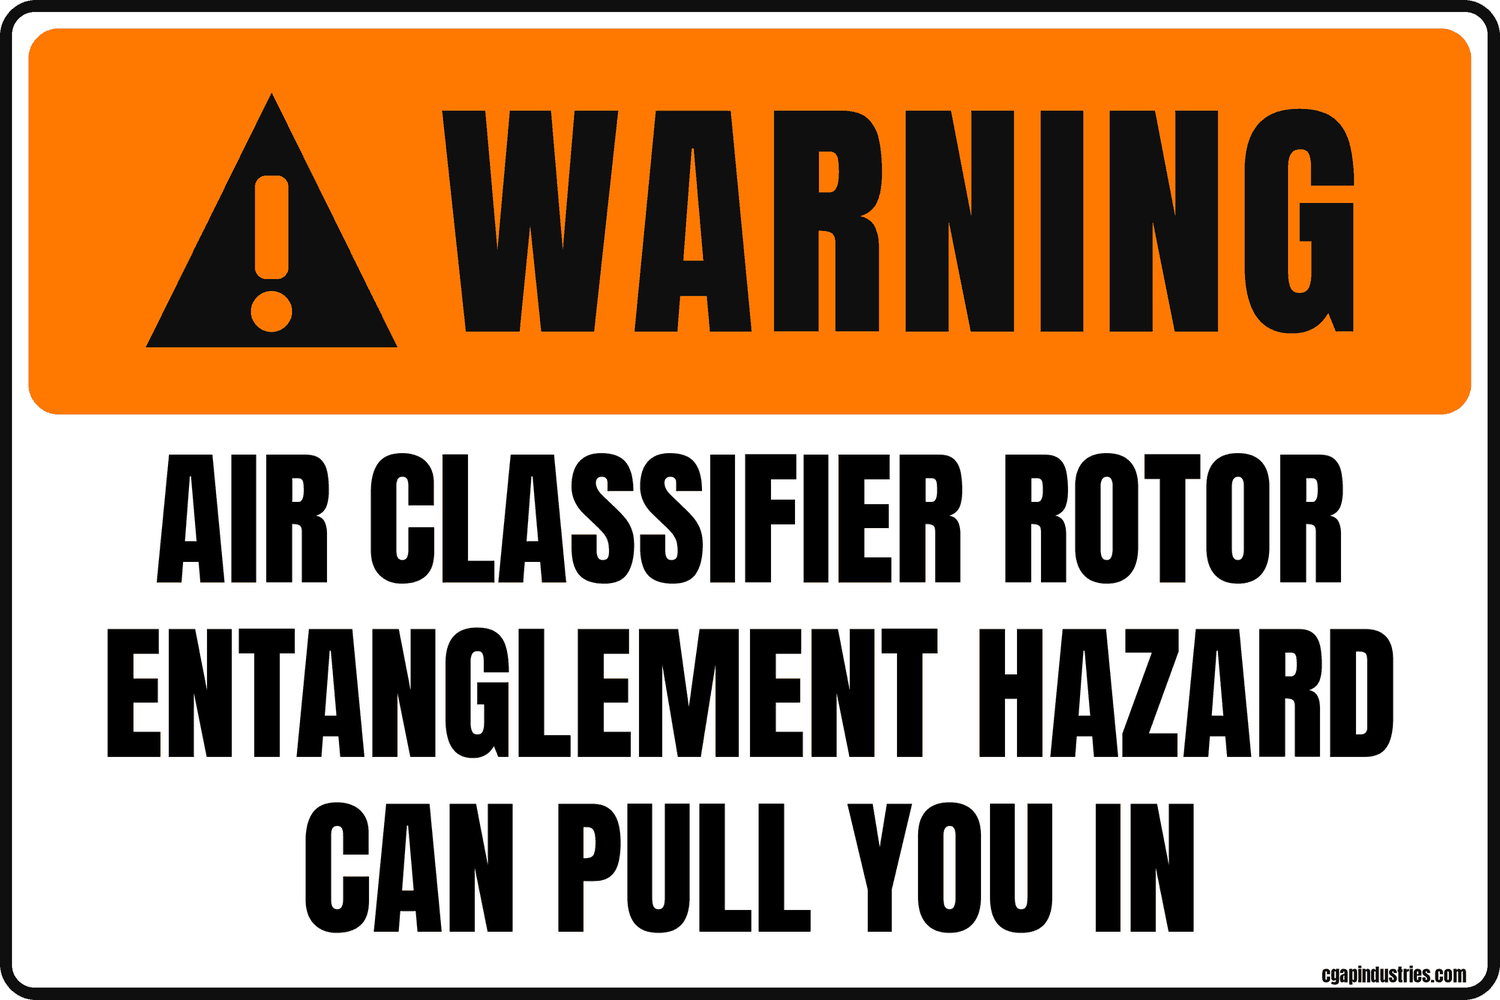 WARNING
AIR CLASSIFIER ROTOR
ENTANGLEMENT HAZARD
CAN PULL YOU IN
cgapindustries.com